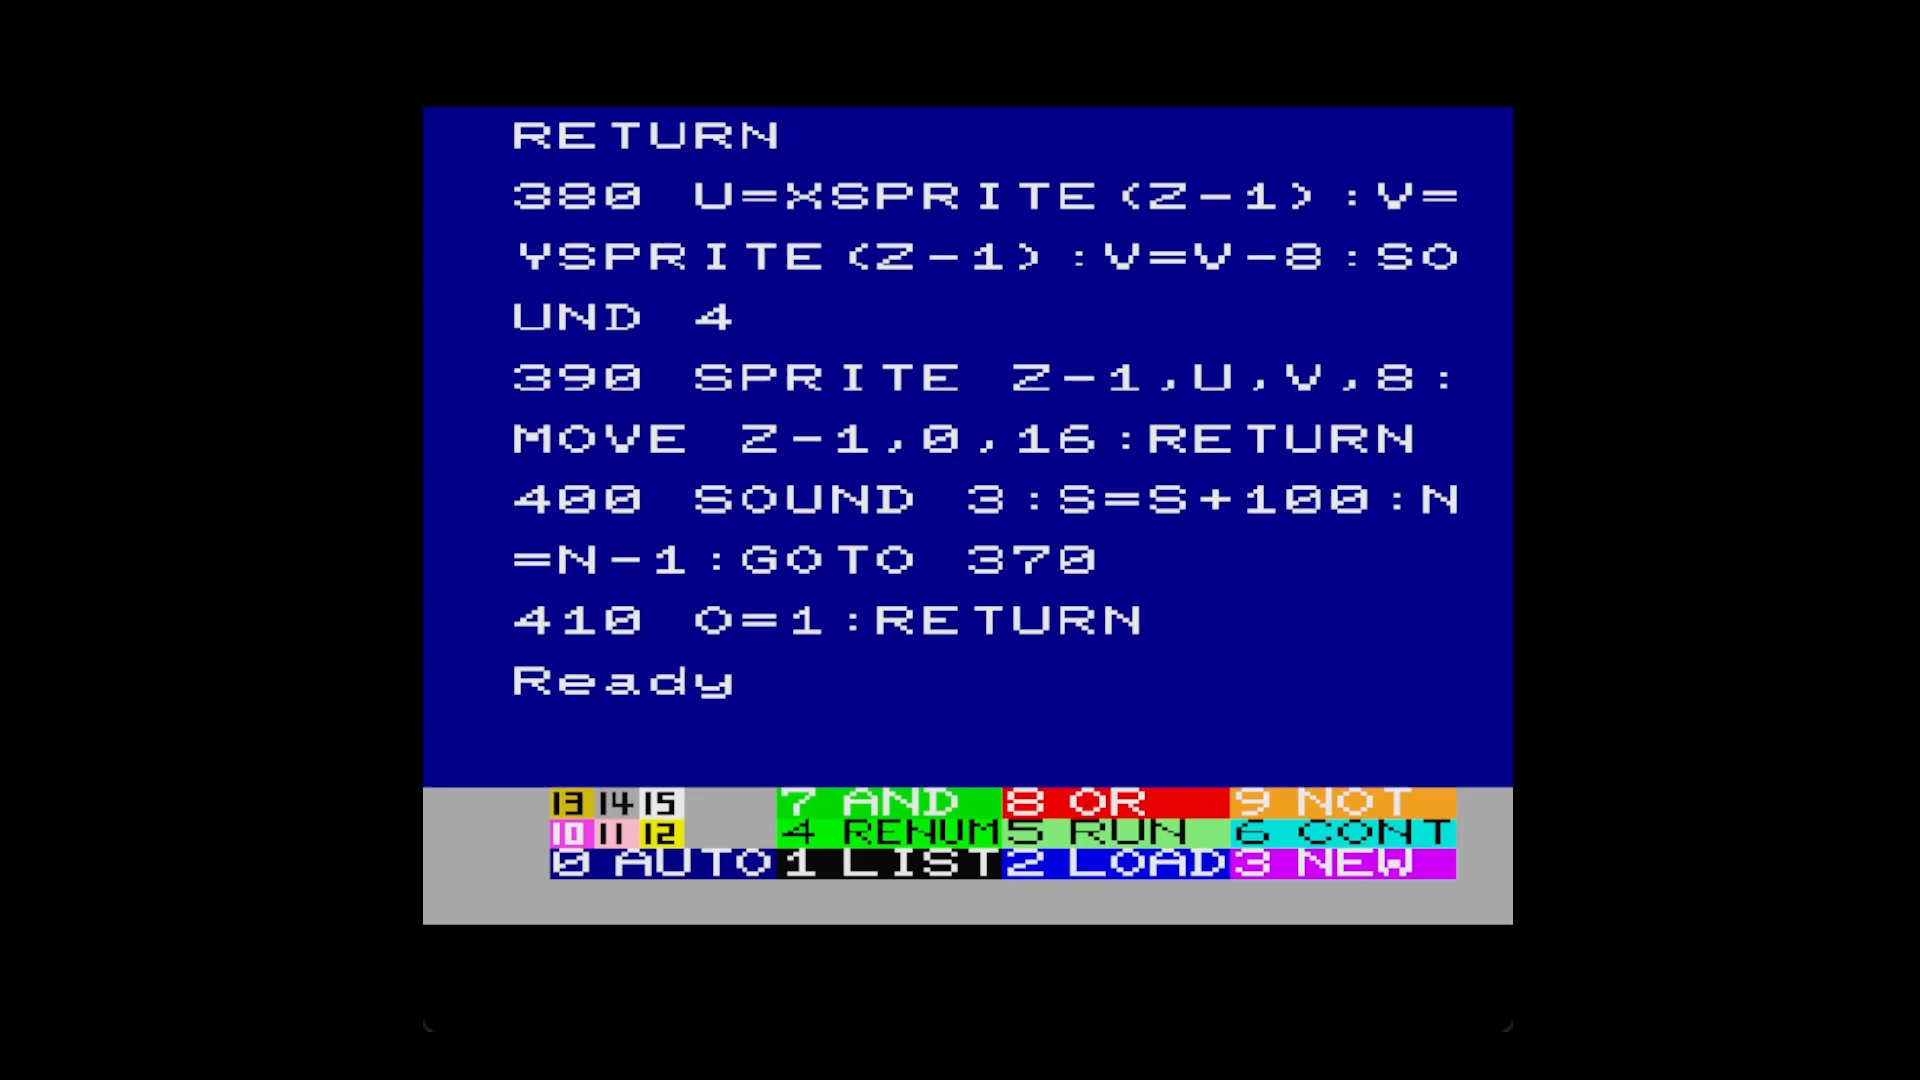 RETURN
380 U=XSPRITE(Z-1):V=
YSPRITE(Z-1):V=V-8:SO
UND 4
390 SPRITE Z-1,U,V,8:
MOVE Z-1,0,16:RETURN
400 SOUND 3:S=S+100:N
=N-1:GOTO 370
410 O=1:RETURN
Ready
13 14 15 7 AND 8 OR 9 NOT
10 11 12 4 RENUM 5 RUN 6 CONT
0 AUTO 1 LIST 2 LOAD 3 NEW